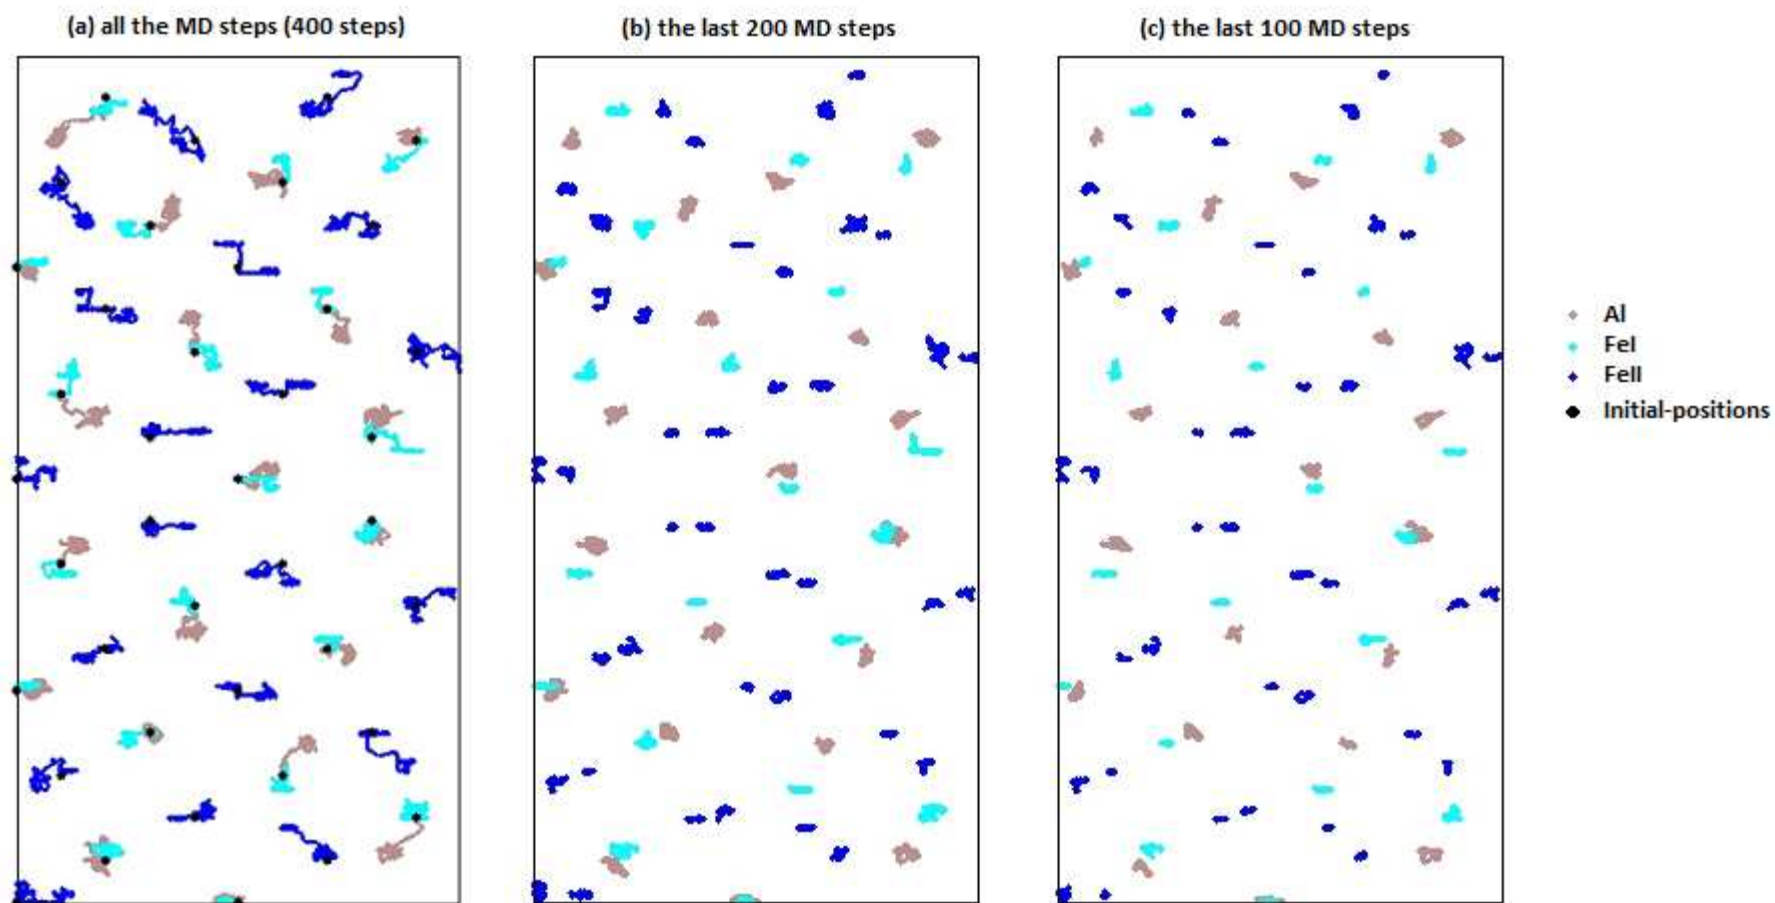 (a) all the MD steps (400 steps)
(b) the last 200 MD steps
(c) the last 100 MD steps
Al
FeI
FeII
Initial-positions